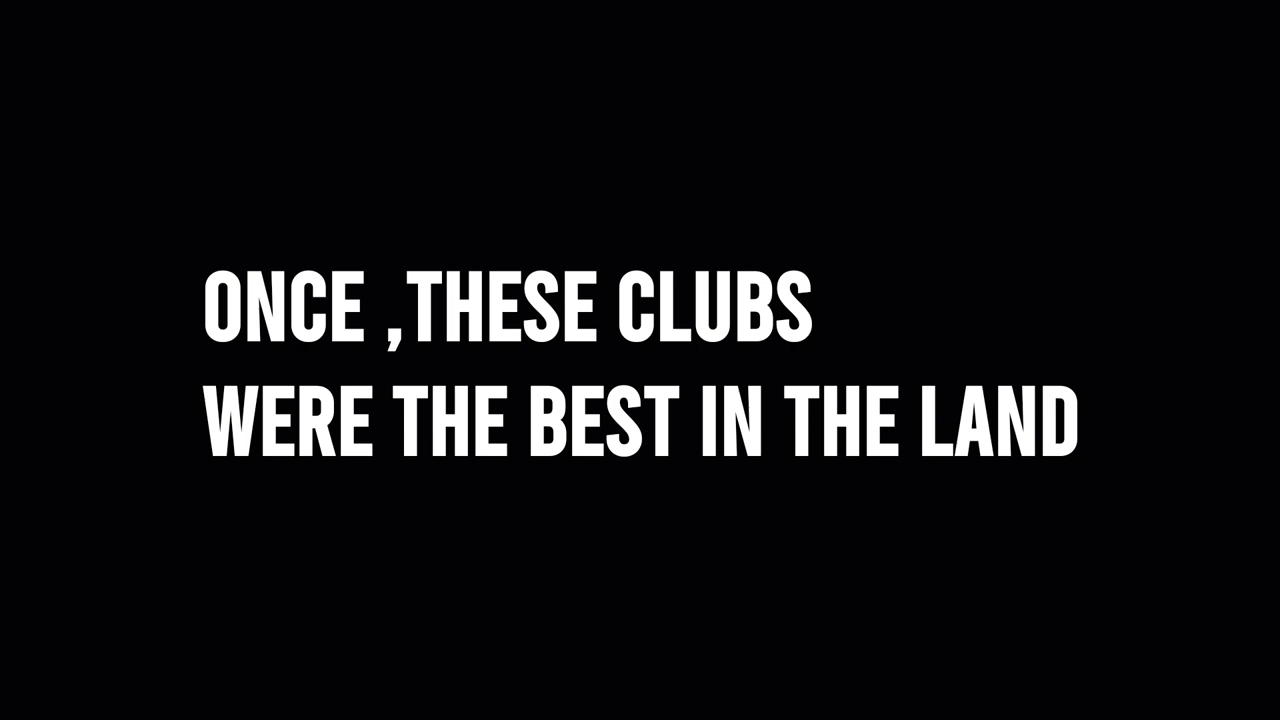 ONCE ,THESE CLUBS
WERE THE BEST IN THE LAND